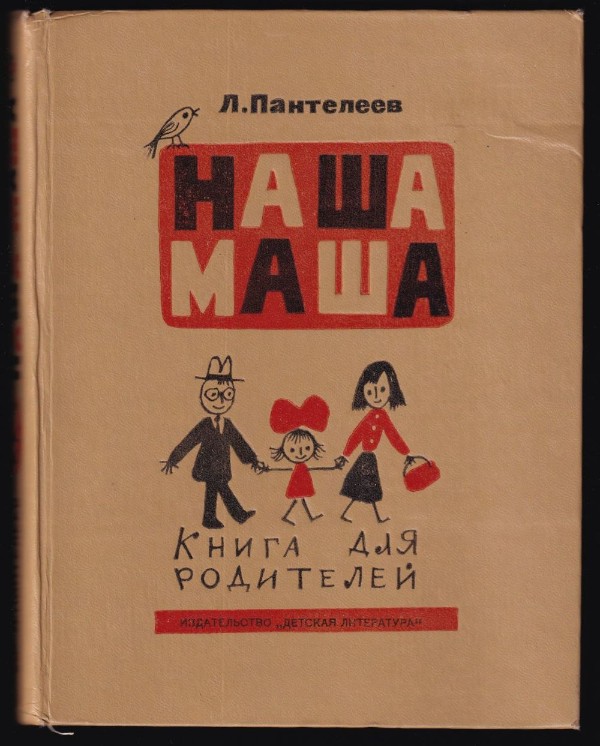 Л. Пантелеев
НАША
МАША
КНИГА ДЛЯ
РОДИТЕЛЕЙ
ИЗДАТЕЛЬСТВО „ДЕТСКАЯ ЛИТЕРАТУРА"